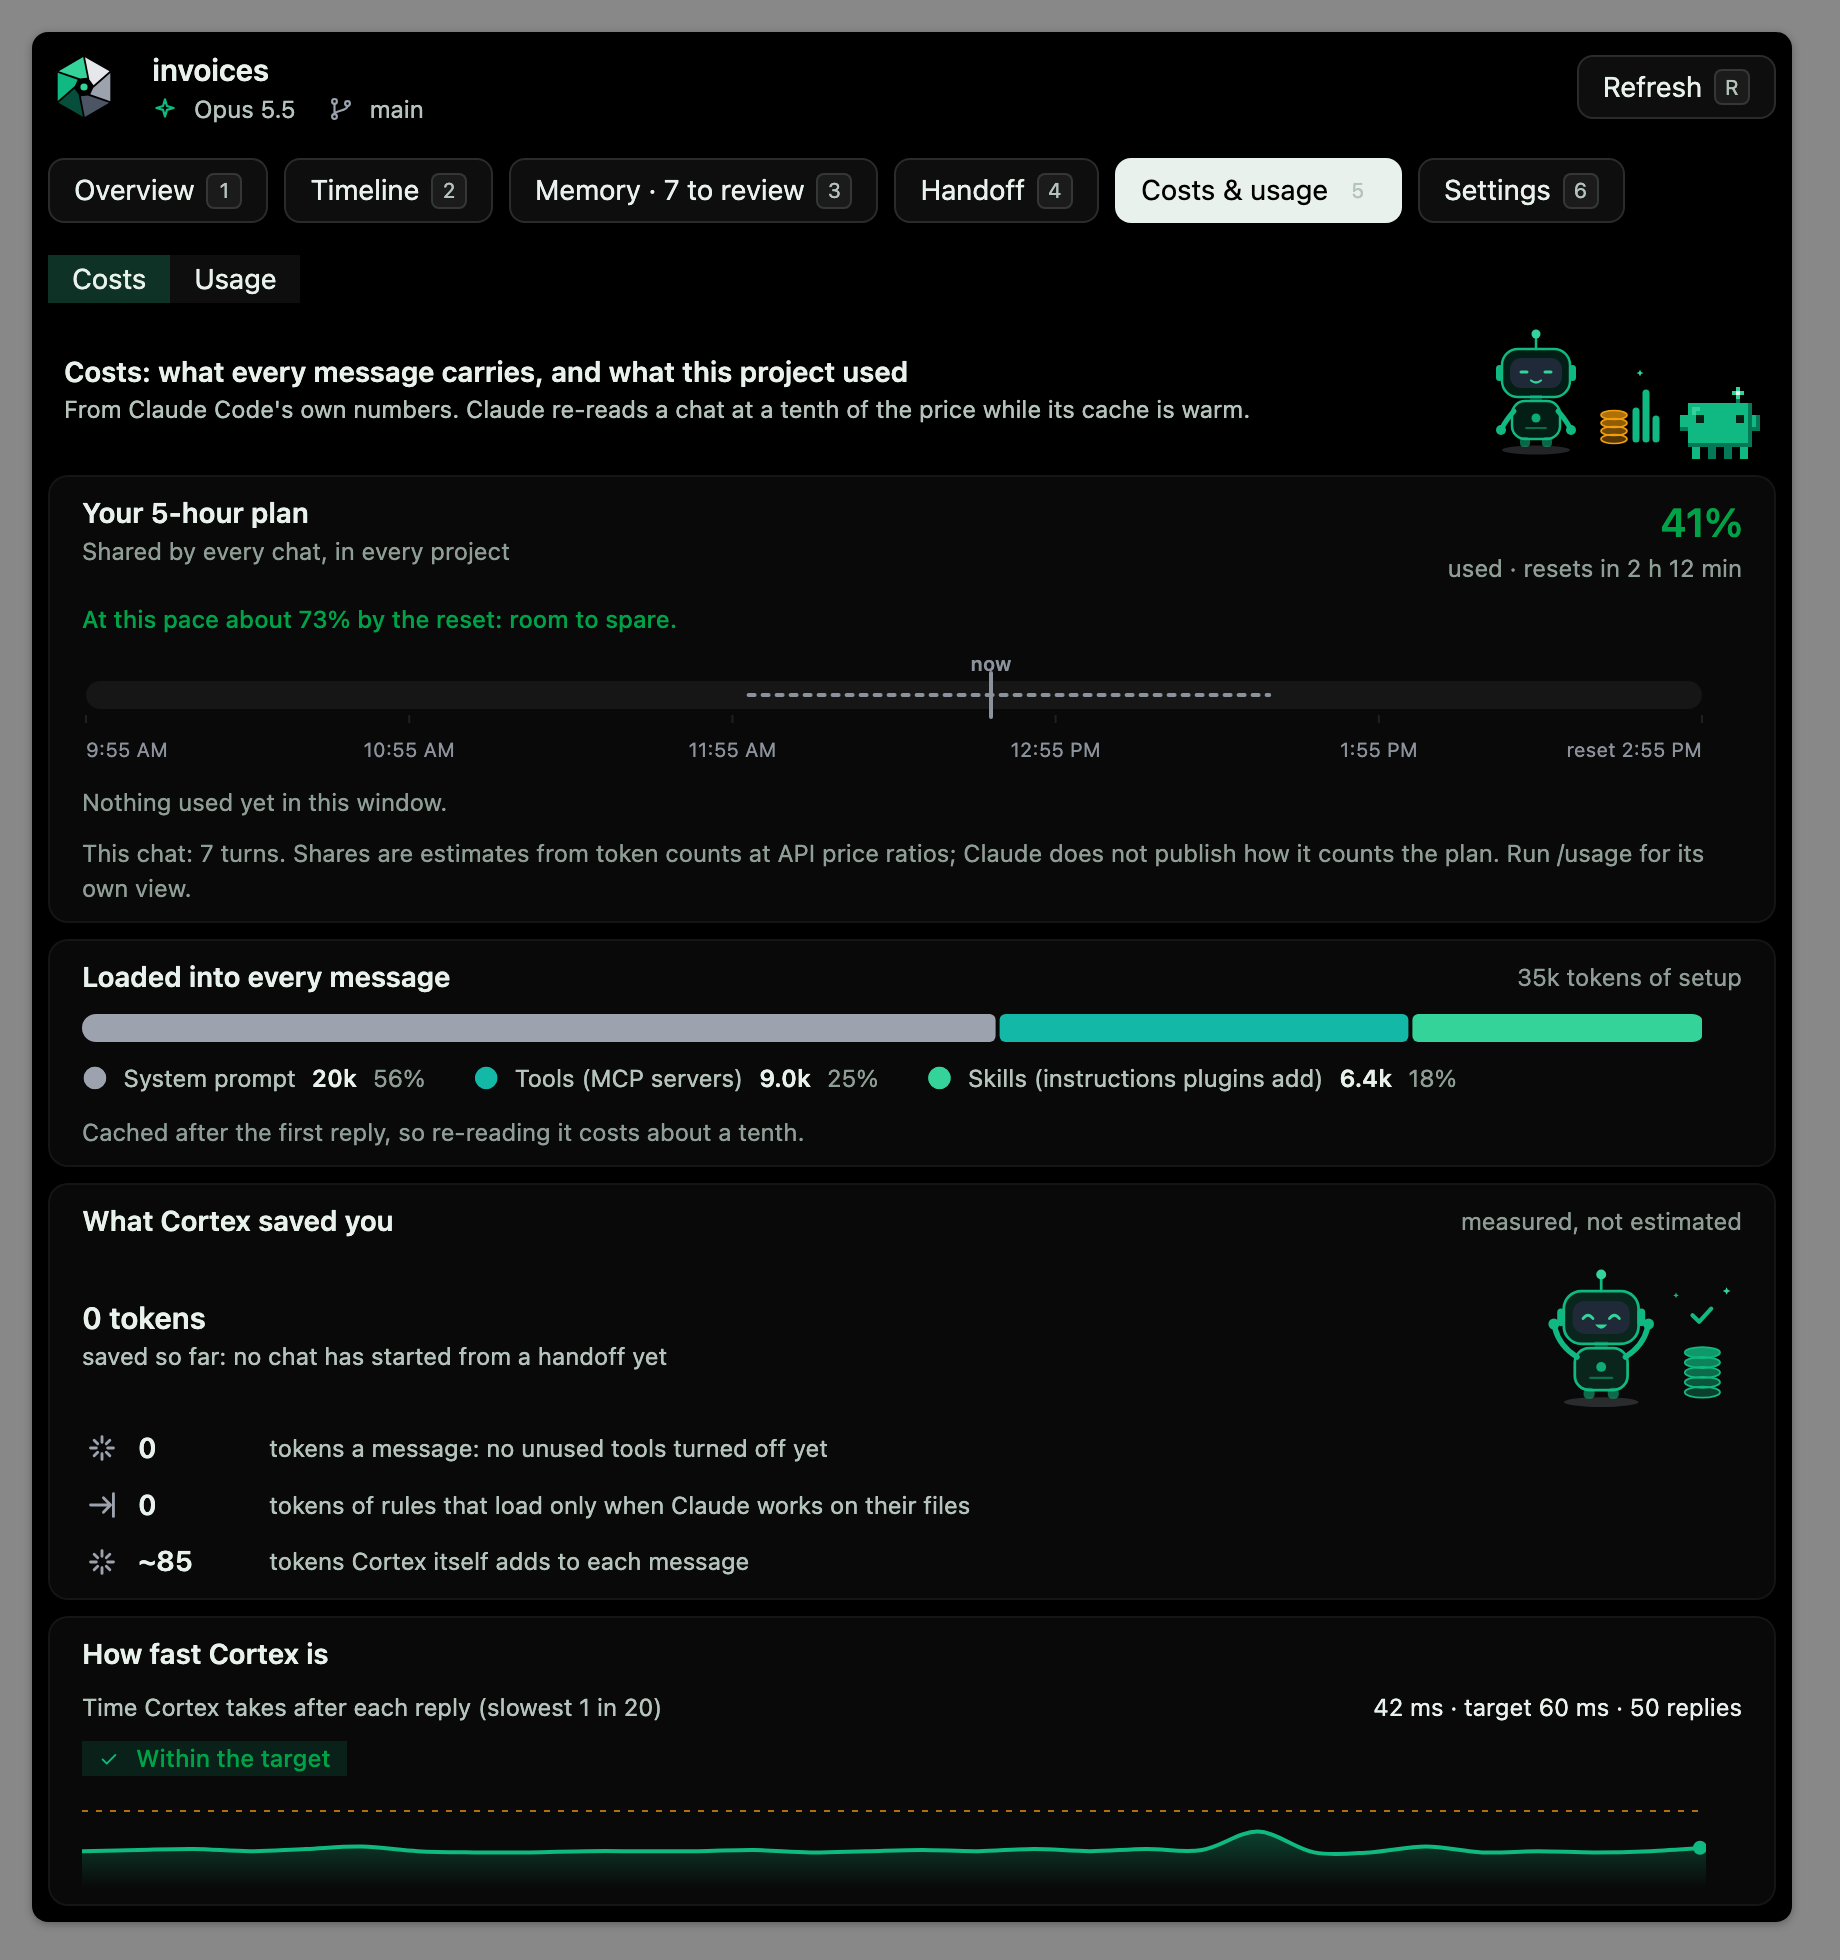 invoices
Opus 5.5 main
Refresh R
Overview 1 Timeline 2 Memory · 7 to review 3 Handoff 4 Costs & usage 5 Settings 6
Costs Usage
Costs: what every message carries, and what this project used
From Claude Code's own numbers. Claude re-reads a chat at a tenth of the price while its cache is warm.
Your 5-hour plan
Shared by every chat, in every project
41%
used · resets in 2 h 12 min
At this pace about 73% by the reset: room to spare.
now
9:55 AM 10:55 AM 11:55 AM 12:55 PM 1:55 PM reset 2:55 PM
Nothing used yet in this window.
This chat: 7 turns. Shares are estimates from token counts at API price ratios; Claude does not publish how it counts the plan. Run /usage for its
own view.
Loaded into every message 35k tokens of setup
System prompt 20k 56% Tools (MCP servers) 9.0k 25% Skills (instructions plugins add) 6.4k 18%
Cached after the first reply, so re-reading it costs about a tenth.
What Cortex saved you measured, not estimated
0 tokens
saved so far: no chat has started from a handoff yet
0 tokens a message: no unused tools turned off yet
0 tokens of rules that load only when Claude works on their files
~85 tokens Cortex itself adds to each message
How fast Cortex is
Time Cortex takes after each reply (slowest 1 in 20) 42 ms · target 60 ms · 50 replies
Within the target